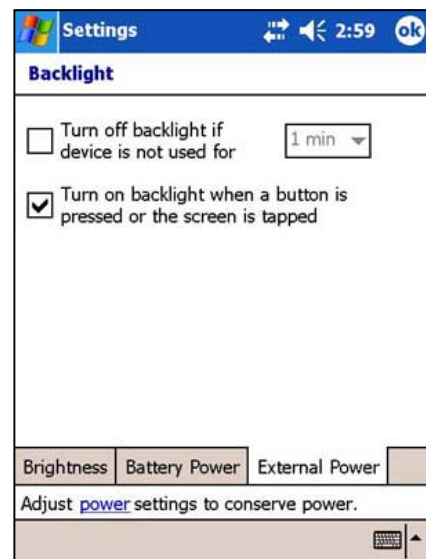 Settings 2:59 ok
Backlight
Turn off backlight if
device is not used for
1 min
Turn on backlight when a button is
pressed or the screen is tapped
Brightness Battery Power External Power
Adjust power settings to conserve power.